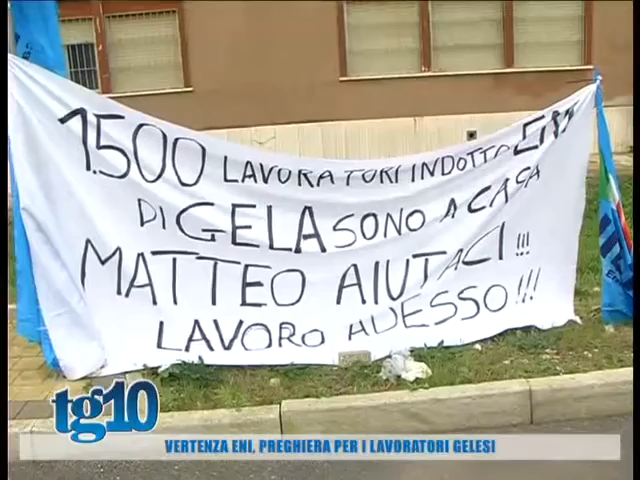 1.500 LAVORATORI INDOTTO ENI
DI GELA SONO A CASA
MATTEO AIUTACI !!!
LAVORO ADESSO!!!
tg10
VERTENZA ENI, PREGHIERA PER I LAVORATORI GELESI